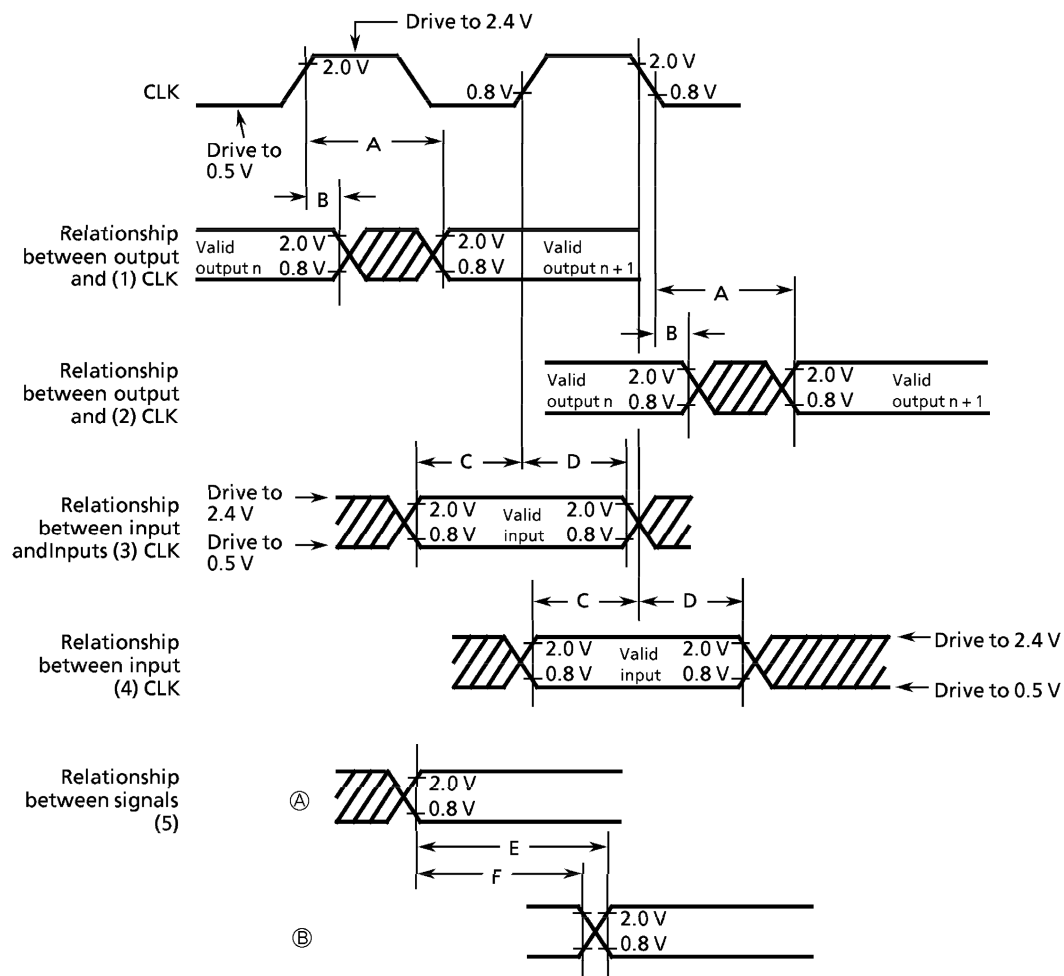 Drive to 2.4 V
2.0 V
2.0 V
0.8 V
0.8 V
CLK
A
Drive to
0.5 V
B
Relationship
between output
and (1) CLK
Valid
output n
2.0 V
0.8 V
2.0 V
0.8 V
Valid
output n + 1
A
B
Relationship
between output
and (2) CLK
Valid
output n
2.0 V
0.8 V
2.0 V
0.8 V
Valid
output n + 1
C
D
Relationship
between input
andInputs (3) CLK
Drive to
2.4 V
Drive to
0.5 V
2.0 V
0.8 V
Valid
input
2.0 V
0.8 V
C
D
Relationship
between input
(4) CLK
2.0 V
0.8 V
Valid
input
2.0 V
0.8 V
Drive to 2.4 V
Drive to 0.5 V
Relationship
between signals
(5)
Ⓐ
2.0 V
0.8 V
E
F
Ⓑ
2.0 V
0.8 V